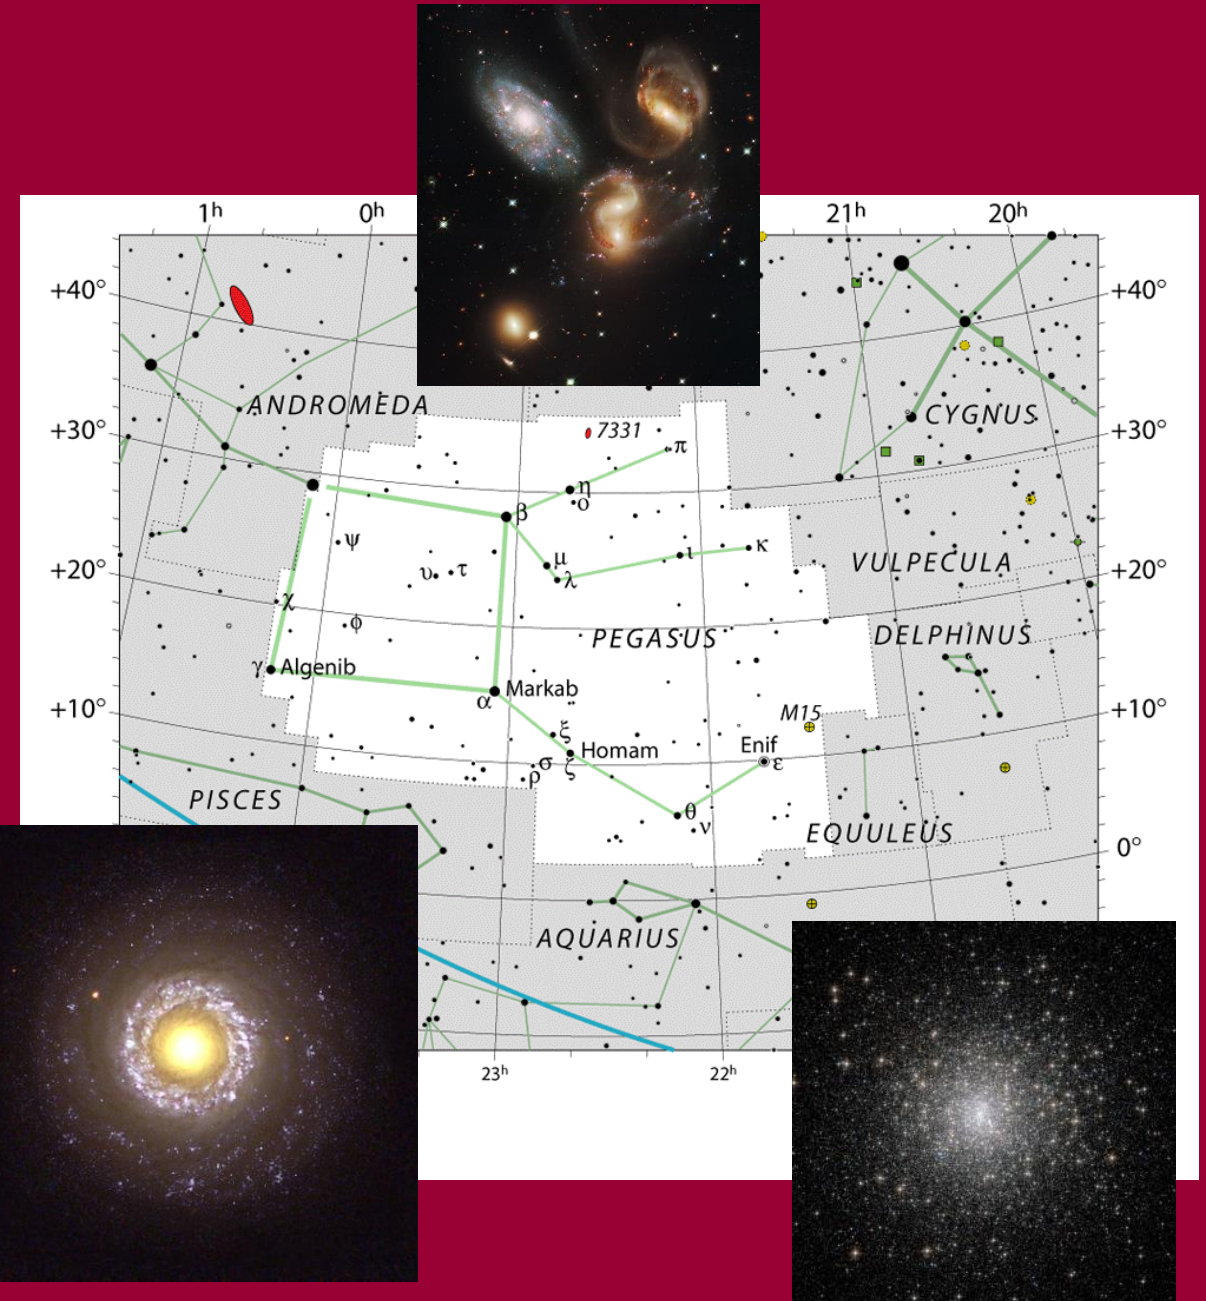 1h 0h 21h 20h
+40° +40°
ANDROMEDA
CYGNUS
+30° 7331 +30°
π
η
ο
β
ψ
κ
ι
μ
λ
υ τ
VULPECULA
+20° +20°
χ
φ
PEGASUS
DELPHINUS
γ Algenib
Markab
α
+10° M15 +10°
ξ
Homam
Enif
ε
σ
ζ
ρ
PISCES
θ
ν
EQUULEUS
0°
AQUARIUS
23h 22h